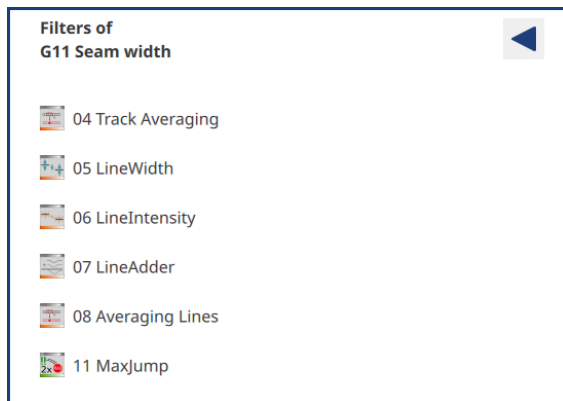 Filters of
G11 Seam width
04 Track Averaging
05 LineWidth
06 LineIntensity
07 LineAdder
08 Averaging Lines
2x
11 MaxJump